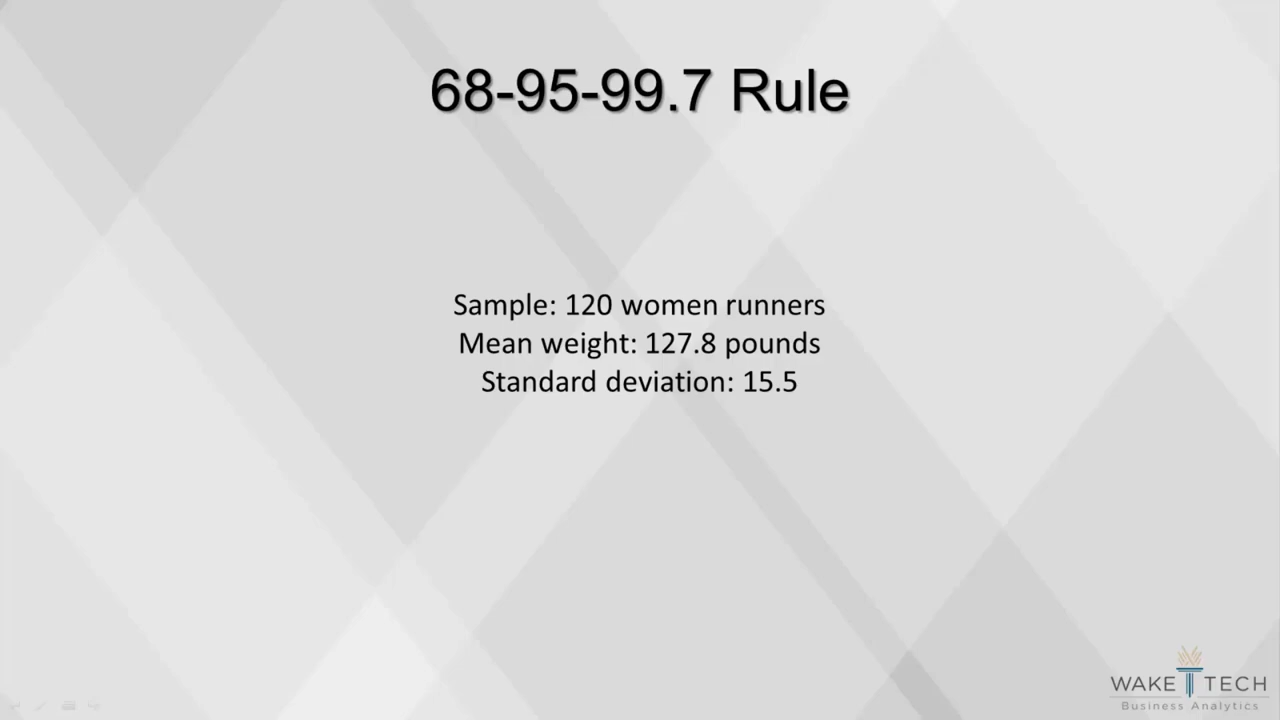 68-95-99.7 Rule
Sample: 120 women runners
Mean weight: 127.8 pounds
Standard deviation: 15.5
WAKE TECH
Business Analytics